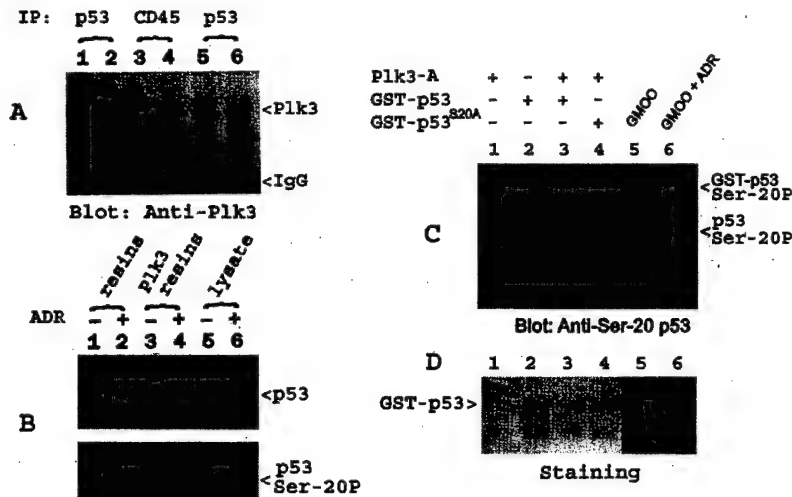 IP: p53 CD45 p53
1 2 3 4 5 6
A
<Plk3
<IgG
Blot: Anti-Plk3
resins
Plk3 resins
lysate
ADR - + - + - +
1 2 3 4 5 6
<p53
B
p53
<Ser-20P
Plk3-A + - + +
GST-p53 - + + -
GST-p53S20A - - - +
GMOO
GMOO + ADR
1 2 3 4 5 6
<GST-p53
Ser-20P
C
<p53
Ser-20P
Blot: Anti-Ser-20 p53
D
1 2 3 4 5 6
GST-p53>
Staining